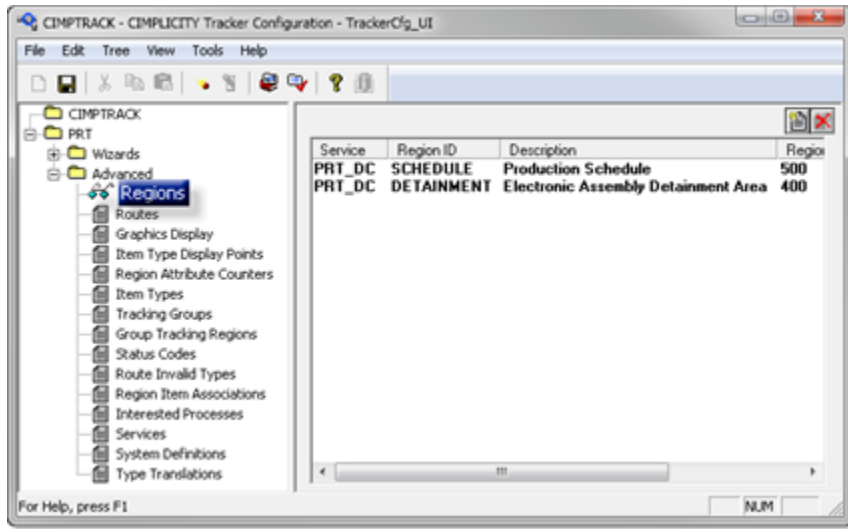 CIMPTRACK - CIMPLICITY Tracker Configuration - TrackerCfg_UI
File Edit Tree View Tools Help
CIMPTRACK
PRT
Wizards
Advanced
Regions
Routes
Graphics Display
Item Type Display Points
Region Attribute Counters
Item Types
Tracking Groups
Group Tracking Regions
Status Codes
Route Invalid Types
Region Item Associations
Interested Processes
Services
System Definitions
Type Translations
Service Region ID Description Region
PRT_DC SCHEDULE Production Schedule 500
PRT_DC DETAINMENT Electronic Assembly Detainment Area 400
For Help, press F1
NUM